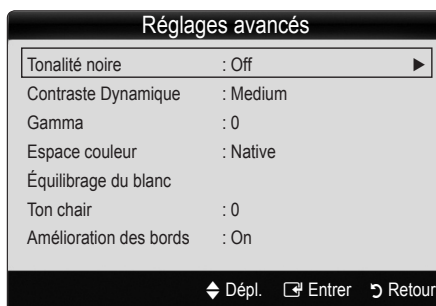 Réglages avancés
Tonalité noire : Off ▶
Contraste Dynamique : Medium
Gamma : 0
Espace couleur : Native
Équilibrage du blanc
Ton chair : 0
Amélioration des bords : On
Dépl. Entrer Retour